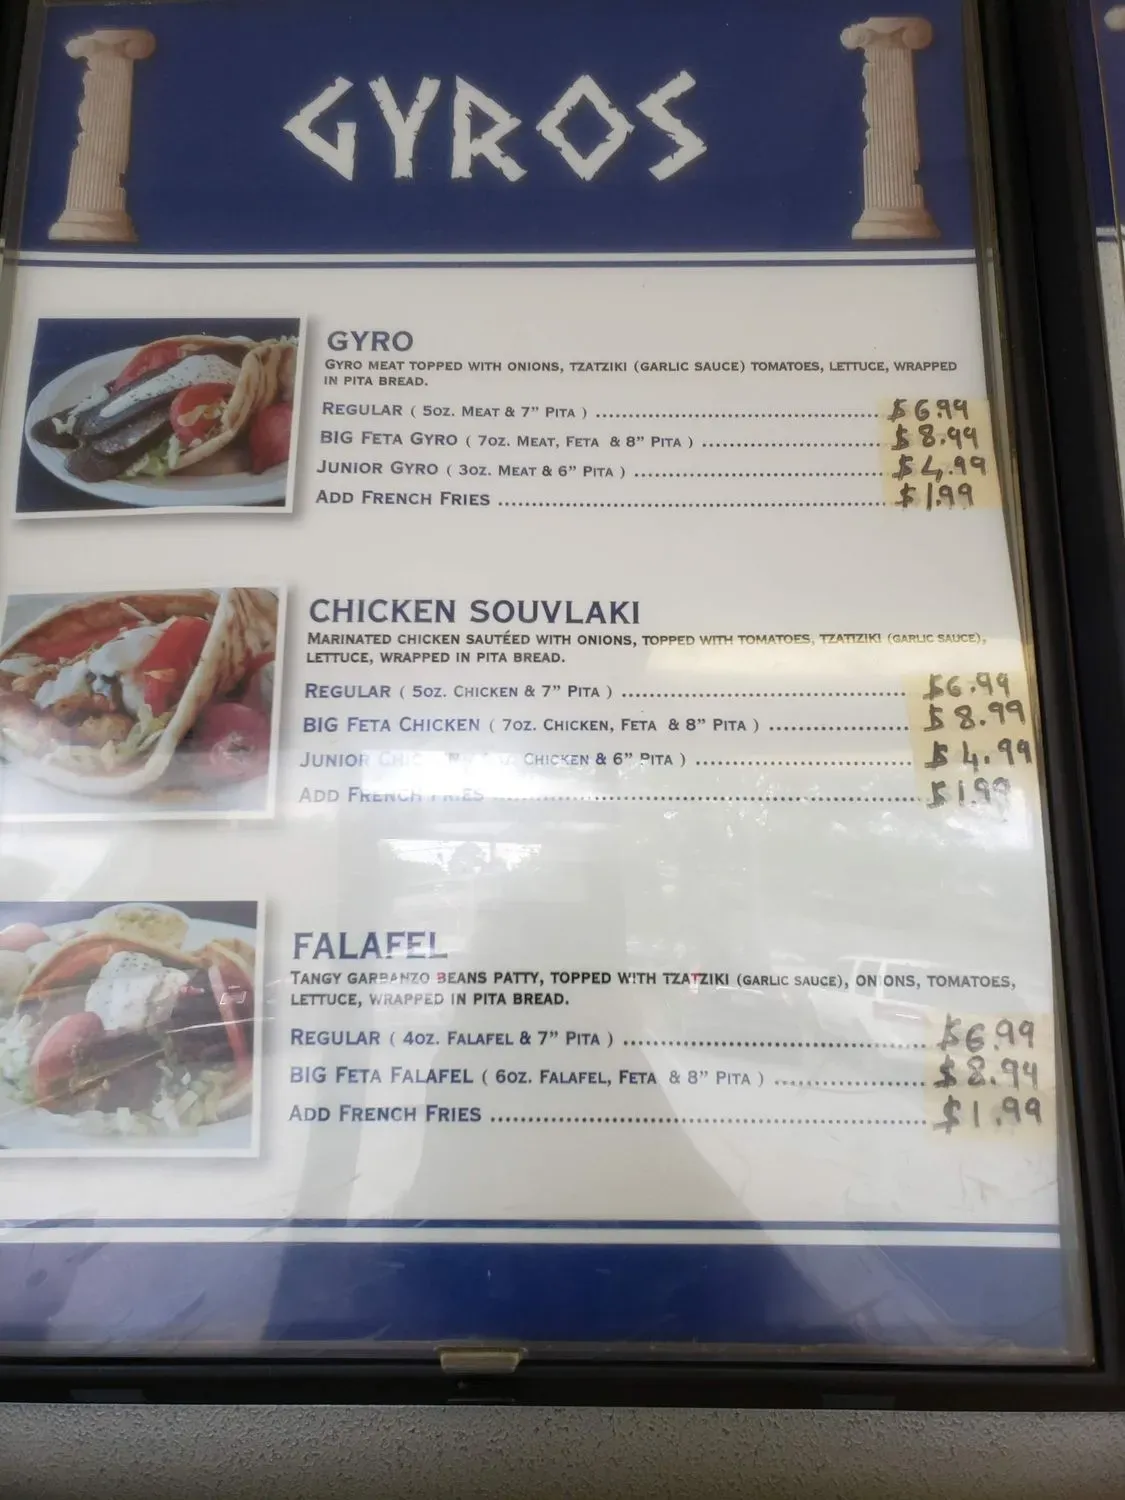 GYROS
GYRO
GYRO MEAT TOPPED WITH ONIONS, TZATZIKI (GARLIC SAUCE) TOMATOES, LETTUCE, WRAPPED
IN PITA BREAD.
REGULAR ( 5OZ. MEAT & 7" PITA ) ........ $6.99
BIG FETA GYRO ( 7OZ. MEAT, FETA & 8" PITA ) ........ $8.99
JUNIOR GYRO ( 3OZ. MEAT & 6" PITA ) ........ $4.99
ADD FRENCH FRIES ........ $1.99
CHICKEN SOUVLAKI
MARINATED CHICKEN SAUTÉED WITH ONIONS, TOPPED WITH TOMATOES, TZATIZIKI (GARLIC SAUCE),
LETTUCE, WRAPPED IN PITA BREAD.
REGULAR ( 5OZ. CHICKEN & 7" PITA ) ........ $6.99
BIG FETA CHICKEN ( 7OZ. CHICKEN, FETA & 8" PITA ) ........ $8.99
JUNIOR CHICKEN CHICKEN & 6" PITA ) ........ $4.99
ADD FRENCH FRIES ........ $1.99
FALAFEL
TANGY GARBANZO BEANS PATTY, TOPPED WITH TZATZIKI (GARLIC SAUCE), ONIONS, TOMATOES,
LETTUCE, WRAPPED IN PITA BREAD.
REGULAR ( 4OZ. FALAFEL & 7" PITA ) ........ $6.99
BIG FETA FALAFEL ( 6OZ. FALAFEL, FETA & 8" PITA ) ........ $8.99
ADD FRENCH FRIES ........ $1.99